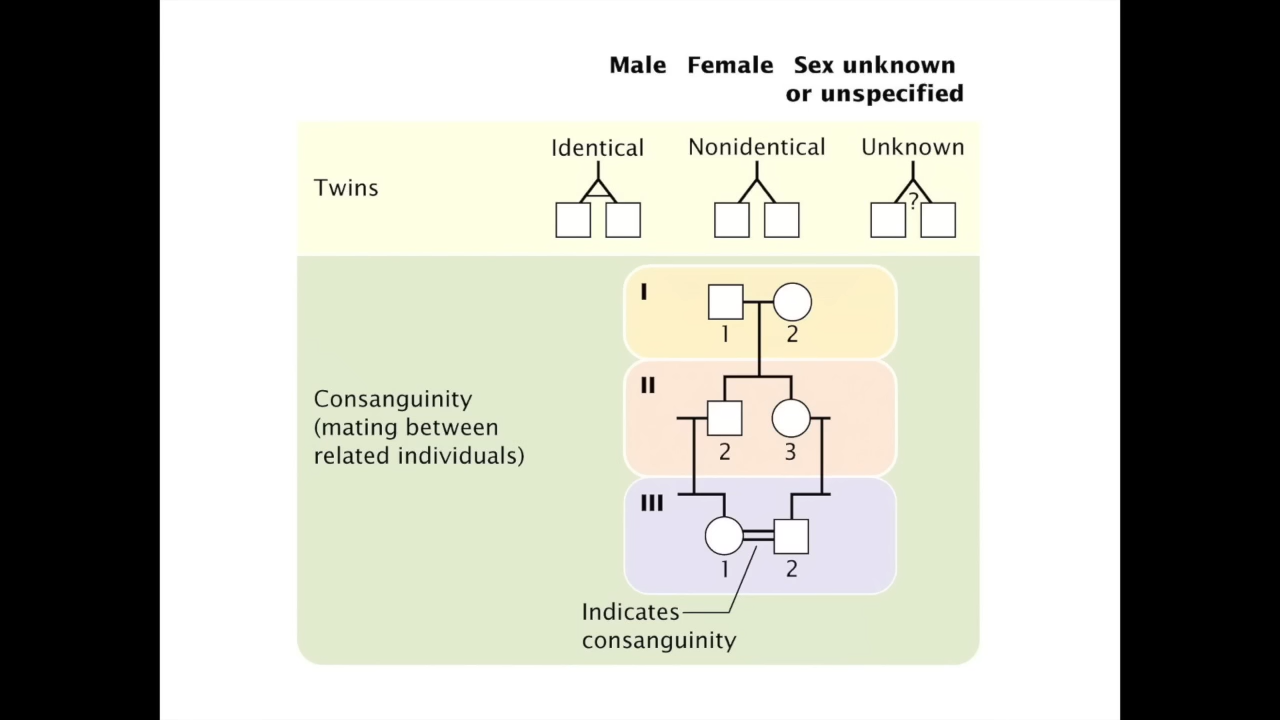 Male Female Sex unknown
or unspecified
Identical Nonidentical Unknown
Twins
?
I
1 2
II
Consanguinity
(mating between
related individuals)
2 3
III
1 2
Indicates
consanguinity